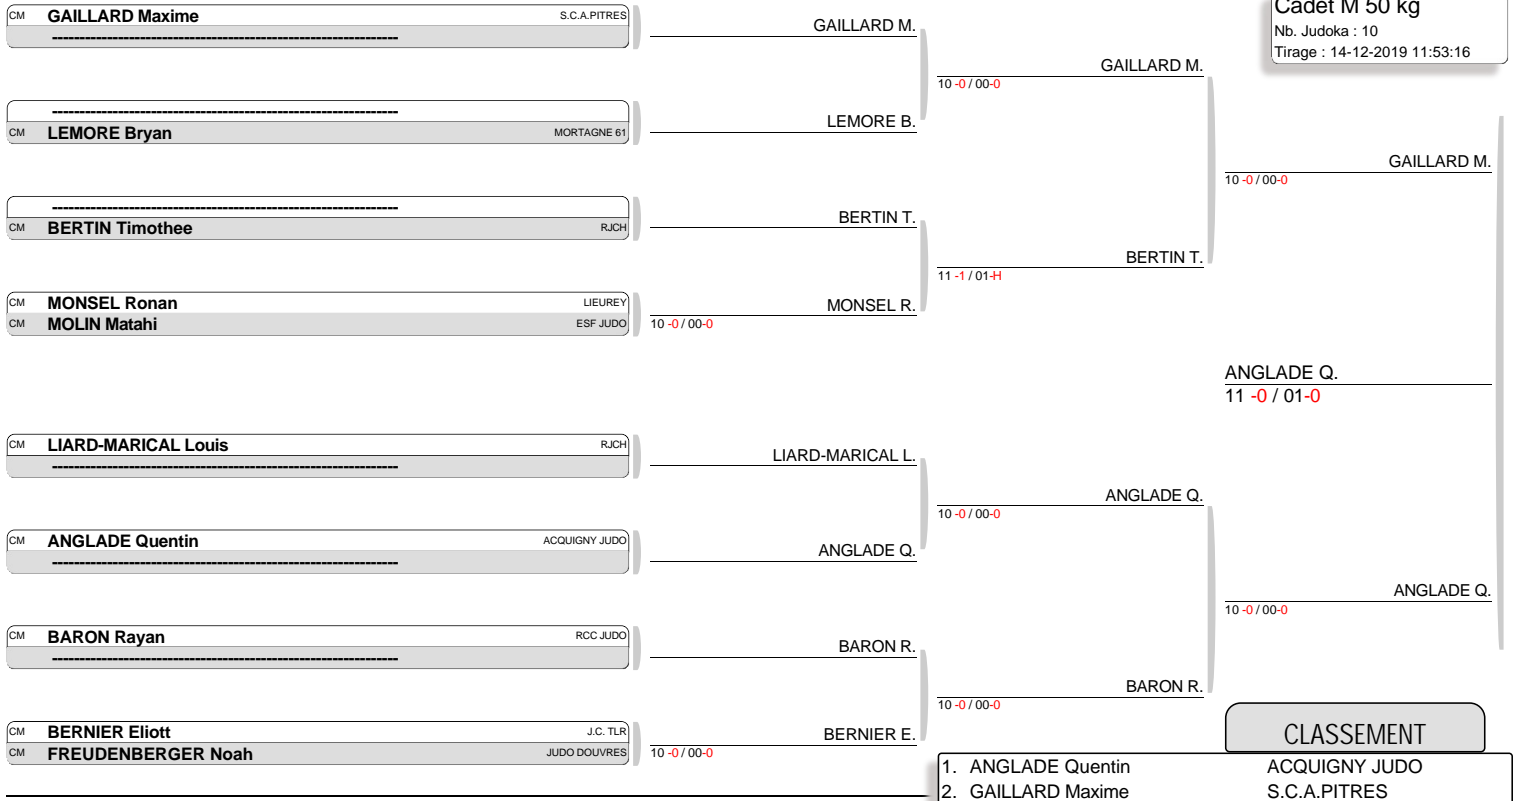 Cadet M 50 kg
Nb. Judoka : 10
Tirage : 14-12-2019 11:53:16
CM GAILLARD Maxime S.C.A.PITRES
----------------------------------------------------------------
GAILLARD M.
GAILLARD M.
10 -0 / 00-0
----------------------------------------------------------------
CM LEMORE Bryan MORTAGNE 61
LEMORE B.
GAILLARD M.
10 -0 / 00-0
----------------------------------------------------------------
CM BERTIN Timothee RJCH
BERTIN T.
BERTIN T.
11 -1 / 01-H
CM MONSEL Ronan LIEUREY
CM MOLIN Matahi ESF JUDO
MONSEL R.
10 -0 / 00-0
ANGLADE Q.
11 -0 / 01-0
CM LIARD-MARICAL Louis RJCH
----------------------------------------------------------------
LIARD-MARICAL L.
ANGLADE Q.
10 -0 / 00-0
CM ANGLADE Quentin ACQUIGNY JUDO
----------------------------------------------------------------
ANGLADE Q.
ANGLADE Q.
10 -0 / 00-0
CM BARON Rayan RCC JUDO
----------------------------------------------------------------
BARON R.
BARON R.
10 -0 / 00-0
CM BERNIER Eliott J.C. TLR
CM FREUDENBERGER Noah JUDO DOUVRES
BERNIER E.
10 -0 / 00-0
CLASSEMENT
1. ANGLADE Quentin ACQUIGNY JUDO
2. GAILLARD Maxime S.C.A.PITRES